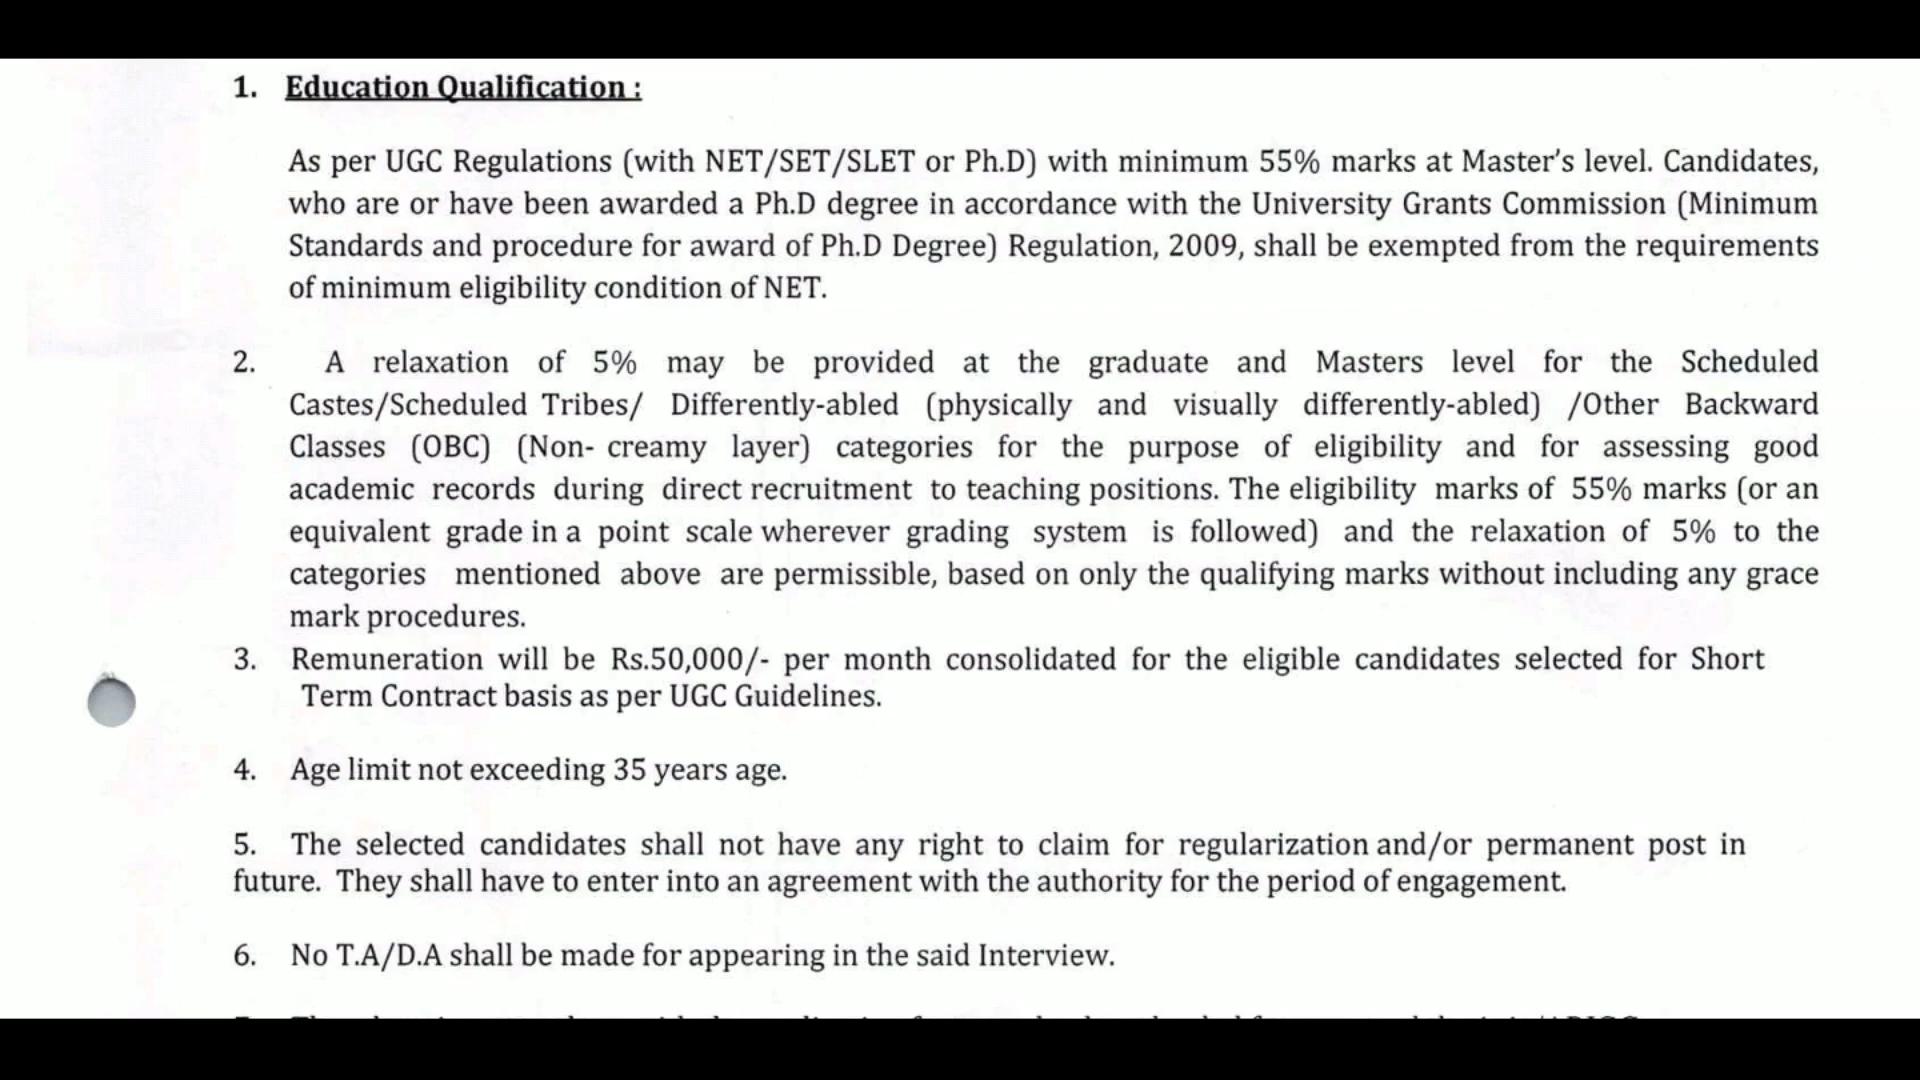 1. Education Qualification :
As per UGC Regulations (with NET/SET/SLET or Ph.D) with minimum 55% marks at Master's level. Candidates,
who are or have been awarded a Ph.D degree in accordance with the University Grants Commission (Minimum
Standards and procedure for award of Ph.D Degree) Regulation, 2009, shall be exempted from the requirements
of minimum eligibility condition of NET.
2. A relaxation of 5% may be provided at the graduate and Masters level for the Scheduled
Castes/Scheduled Tribes/ Differently-abled (physically and visually differently-abled) /Other Backward
Classes (OBC) (Non- creamy layer) categories for the purpose of eligibility and for assessing good
academic records during direct recruitment to teaching positions. The eligibility marks of 55% marks (or an
equivalent grade in a point scale wherever grading system is followed) and the relaxation of 5% to the
categories mentioned above are permissible, based on only the qualifying marks without including any grace
mark procedures.
3. Remuneration will be Rs.50,000/- per month consolidated for the eligible candidates selected for Short
Term Contract basis as per UGC Guidelines.
4. Age limit not exceeding 35 years age.
5. The selected candidates shall not have any right to claim for regularization and/or permanent post in
future. They shall have to enter into an agreement with the authority for the period of engagement.
6. No T.A/D.A shall be made for appearing in the said Interview.